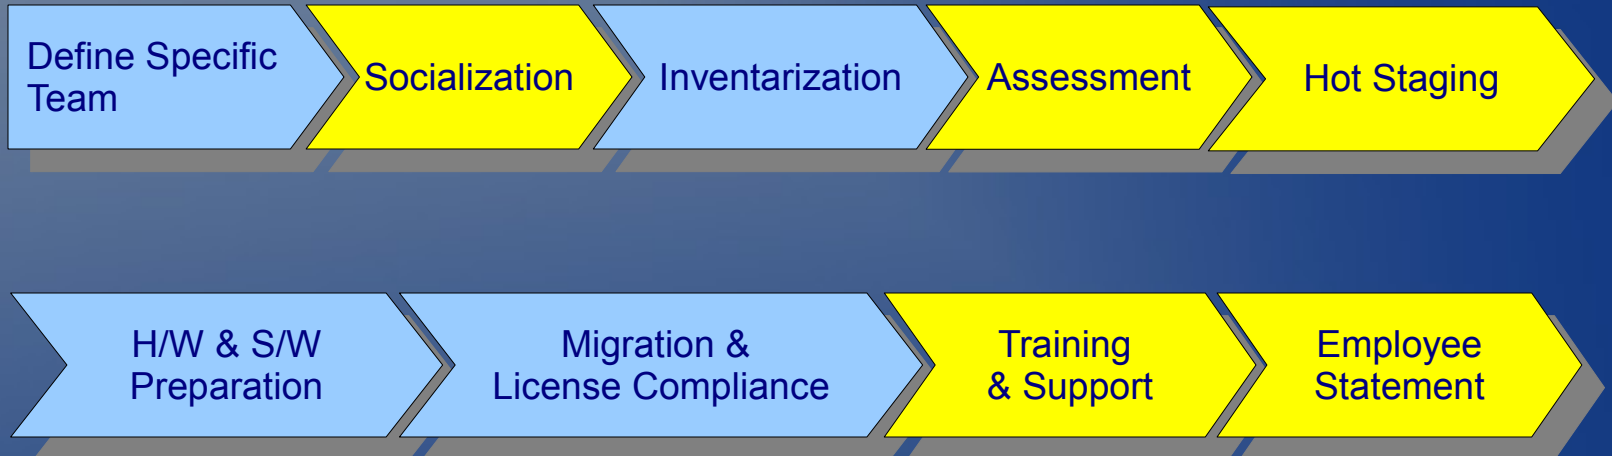 Define Specific
Team
Socialization
Inventarization
Assessment
Hot Staging
H/W & S/W
Preparation
Migration &
License Compliance
Training
& Support
Employee
Statement